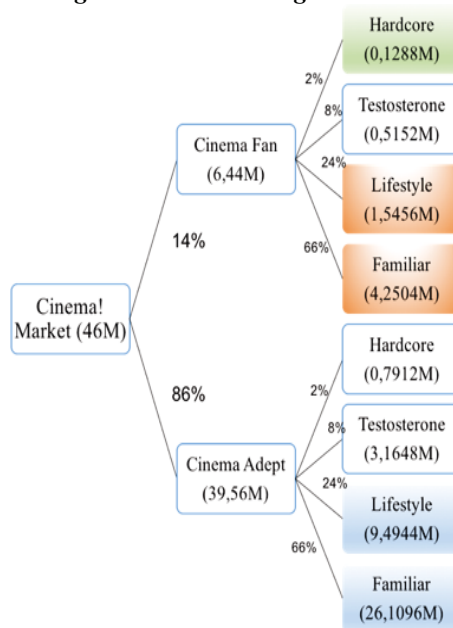 Hardcore
(0,1288M)
2%
8%
Testosterone
(0,5152M)
Cinema Fan
(6,44M)
24%
Lifestyle
(1,5456M)
14%
66%
Familiar
(4,2504M)
Cinema!
Market (46M)
Hardcore
(0,7912M)
86%
2%
8%
Testosterone
(3,1648M)
Cinema Adept
(39,56M)
24%
Lifestyle
(9,4944M)
66%
Familiar
(26,1096M)